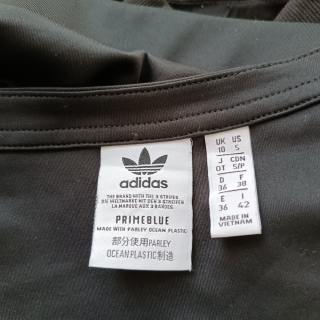 adidas
THE BRAND WITH THE 3 STRIPES
DIE WELTMARKE MIT DEN 3 STREIFEN
LA MARQUE AUX 3 BANDES
PRIMEBLUE
MADE WITH PARLEY OCEAN PLASTIC
部分使用PARLEY
OCEAN PLASTIC制造
UK US
10 S
J CDN
OT S/P
D F
36 38
E I
36 42
MADE IN
VIETNAM